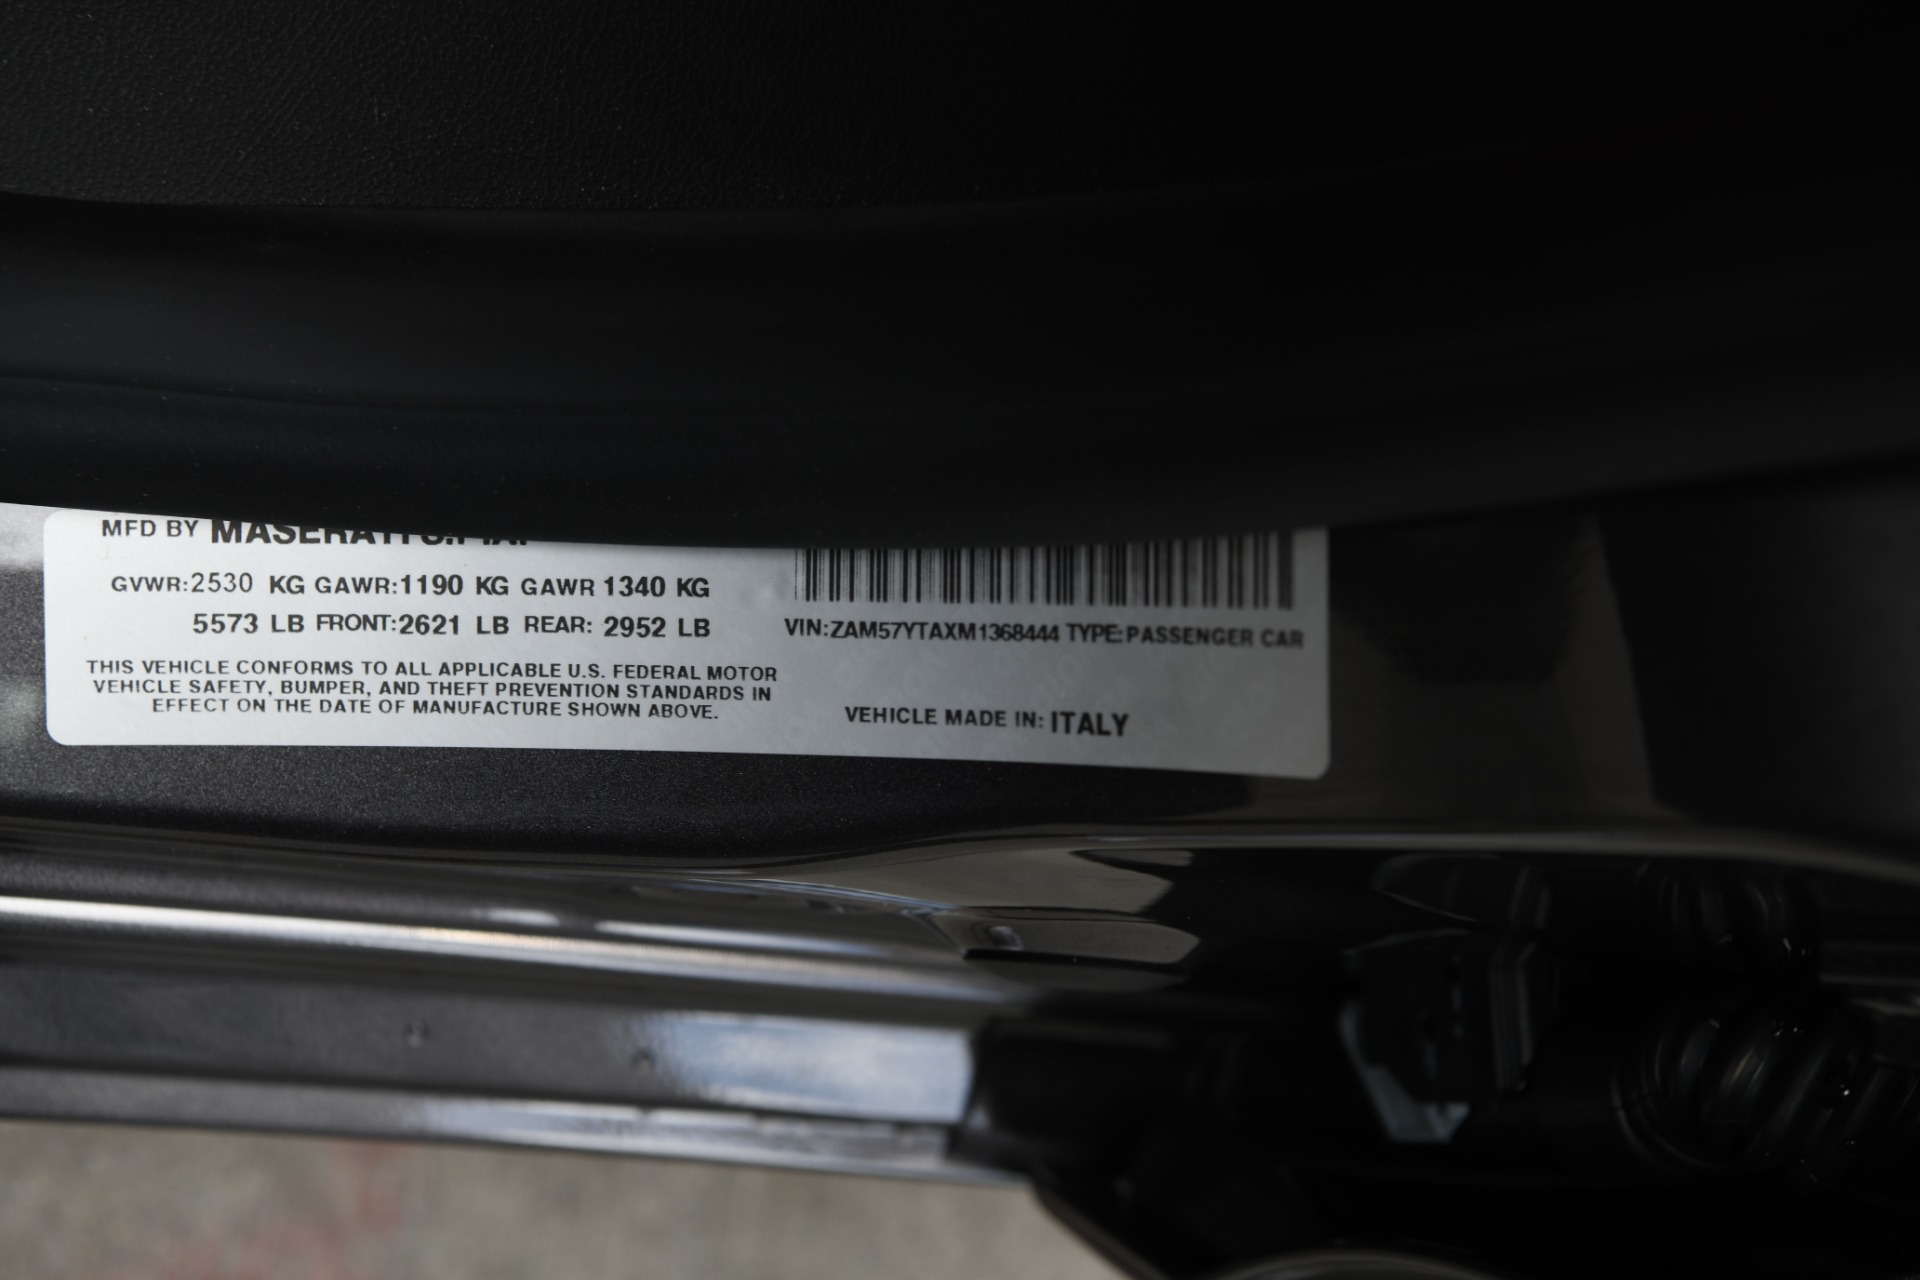 MFD BY MASERATI S.P.A.
GVWR:2530 KG GAWR:1190 KG GAWR 1340 KG
5573 LB FRONT:2621 LB REAR: 2952 LB
THIS VEHICLE CONFORMS TO ALL APPLICABLE U.S. FEDERAL MOTOR
VEHICLE SAFETY, BUMPER, AND THEFT PREVENTION STANDARDS IN
EFFECT ON THE DATE OF MANUFACTURE SHOWN ABOVE.
VIN:ZAM57YTAXM1368444 TYPE:PASSENGER CAR
VEHICLE MADE IN: ITALY